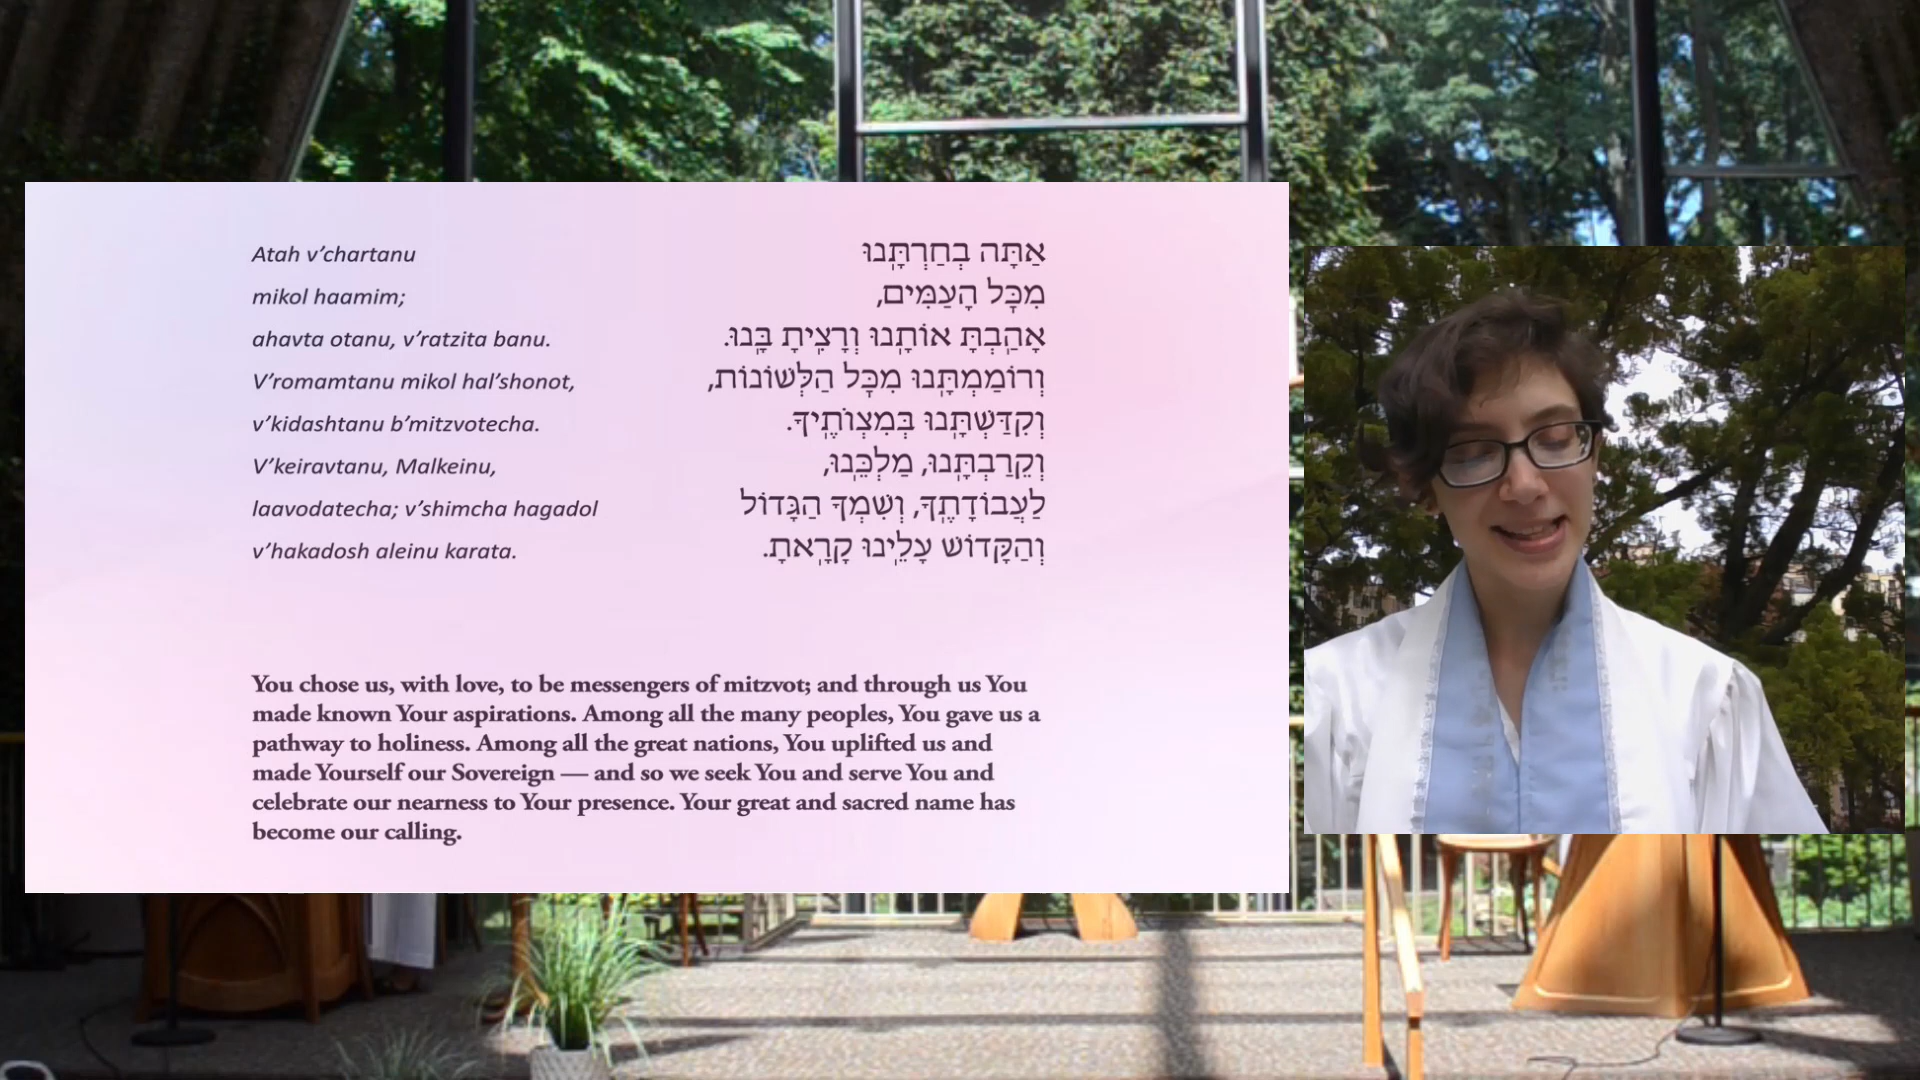 Atah v’chartanu
mikol haamim;
ahavta otanu, v’ratzita banu.
V’romamtanu mikol hal’shonot,
v’kidashtanu b’mitzvotecha.
V’keiravtanu, Malkeinu,
laavodatecha; v’shimcha hagadol
v’hakadosh aleinu karata.
אַתָּה בְחַרְתָּֽנוּ
מִכׇּל הָעַמִּים,
אָהַֽבְתָּ אוֹתָֽנוּ וְרָצִֽיתָ בָּֽנוּ.
וְרוֹמַמְתָּֽנוּ מִכׇּל הַלְּשׁוֹנוֹת,
וְקִדַּשְׁתָּֽנוּ בְּמִצְוֹתֶֽיךָ.
וְקֵרַבְתָּֽנוּ, מַלְכֵּֽנוּ,
לַעֲבוֹדָתֶֽךָ, וְשִׁמְךָ הַגָּדוֹל
וְהַקָּדוֹשׁ עָלֵֽינוּ קָרָֽאתָ.
You chose us, with love, to be messengers of mitzvot; and through us You
made known Your aspirations. Among all the many peoples, You gave us a
pathway to holiness. Among all the great nations, You uplifted us and
made Yourself our Sovereign — and so we seek You and serve You and
celebrate our nearness to Your presence. Your great and sacred name has
become our calling.